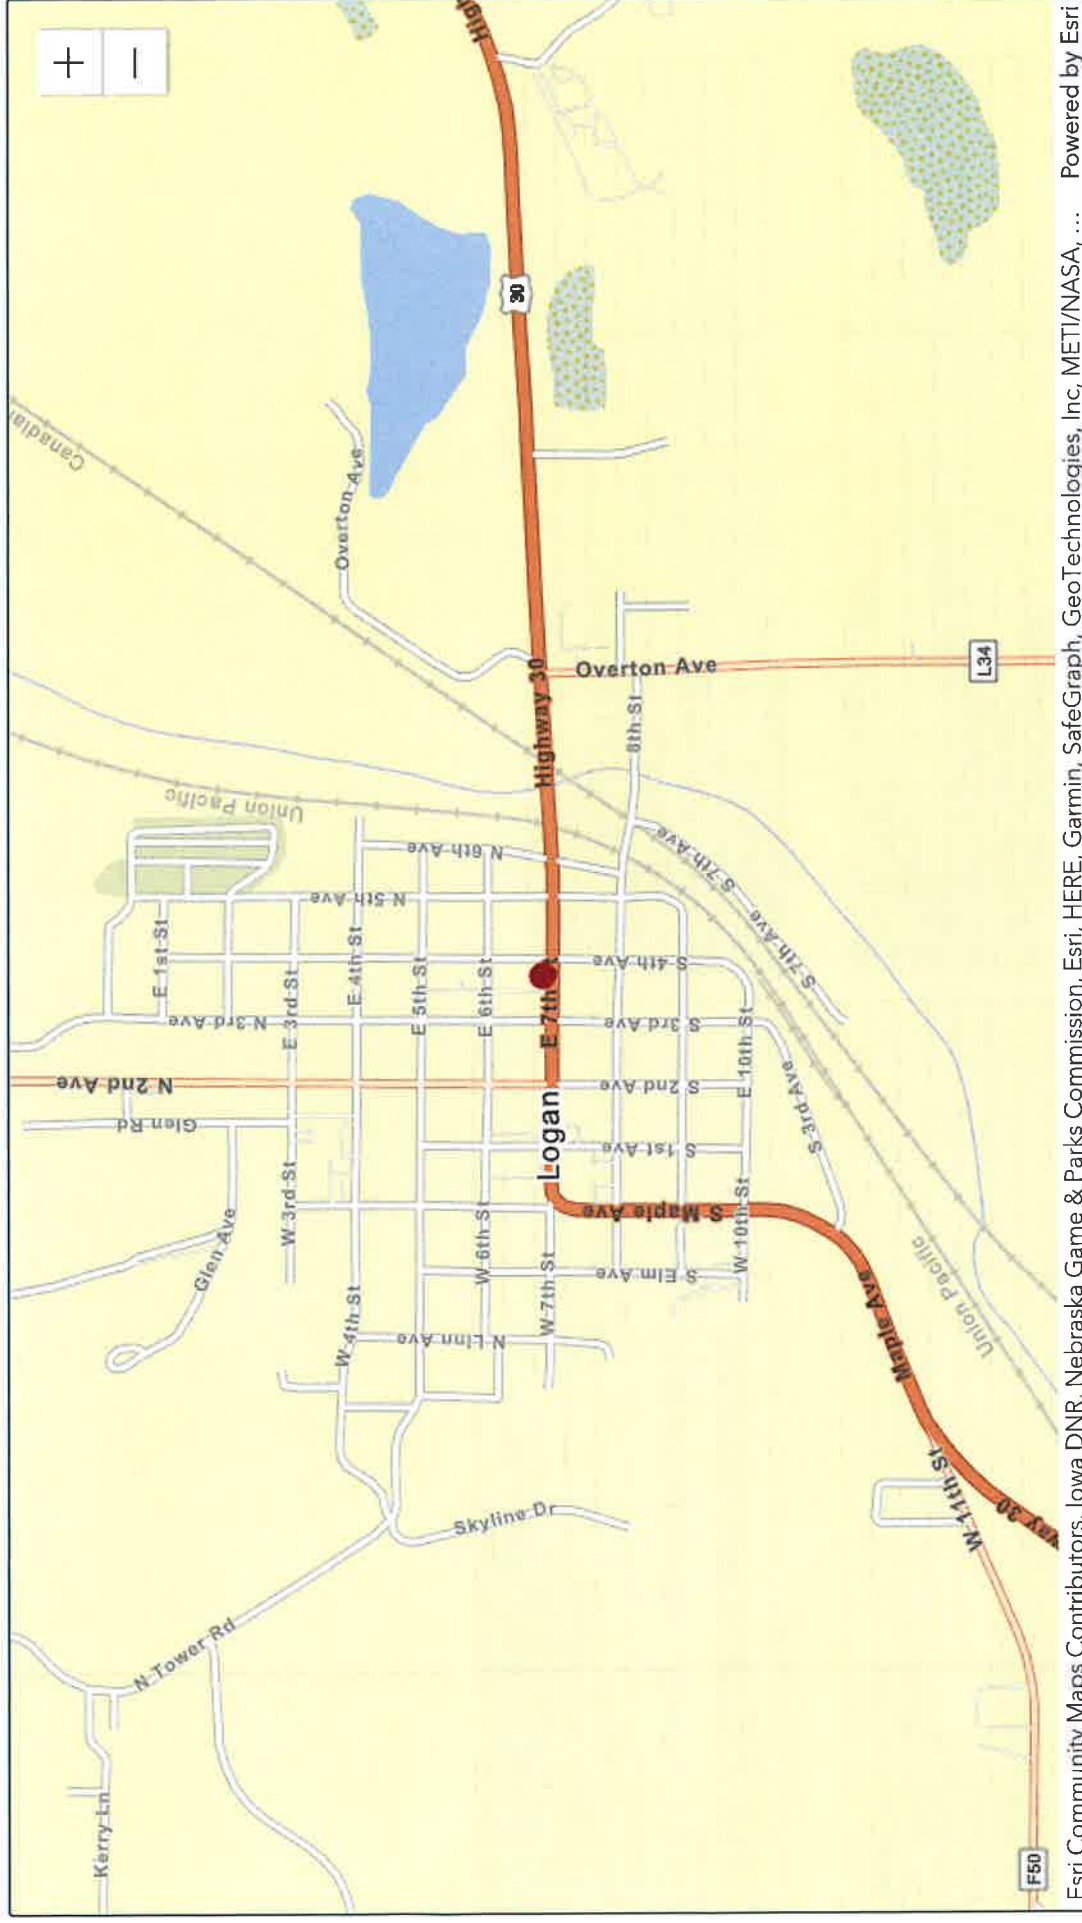 +
−
Kerry Ln
N Tower Rd
Glen Ave
Glen Rd
N 2nd Ave
N 3rd Ave
E 1st St
Union Pacific
Canadian
W 3rd St
E 3rd St
W 4th St
E 4th St
N 5th Ave
N Linn Ave
E 5th St
N 6th Ave
Overton Ave
Skyline Dr
W 6th St
E 6th St
W 7th St
Logan
E 7th St
Highway 30
30
High
S Elm Ave
S Maple Ave
S 1st Ave
S 2nd Ave
S 3rd Ave
S 4th Ave
8th St
Overton Ave
L34
W 10th St
E 10th St
S 7th Ave
S 7th Ave
S 3rd Ave
Maple Ave
Union Pacific
W 11th St
way 30
F50
Esri Community Maps Contributors, Iowa DNR, Nebraska Game & Parks Commission, Esri, HERE, Garmin, SafeGraph, GeoTechnologies, Inc, METI/NASA, ... Powered by Esri